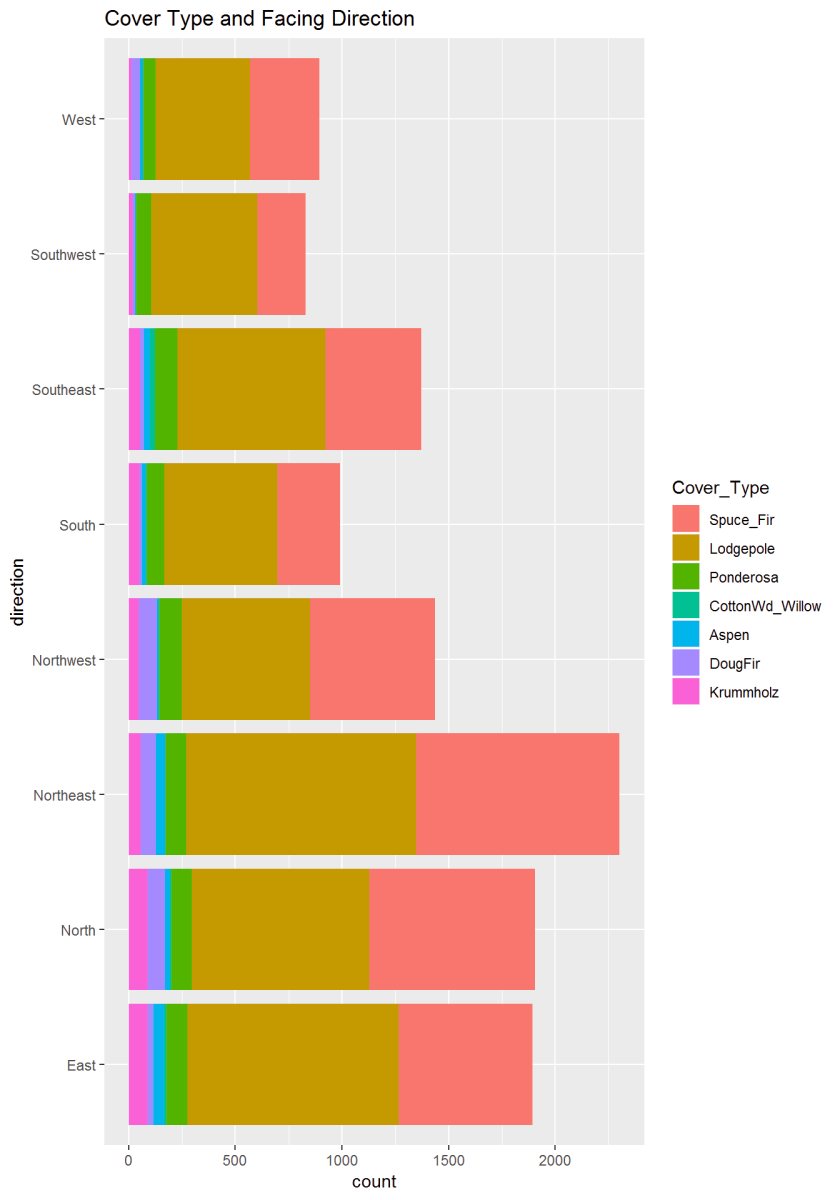 Cover Type and Facing Direction
West
Southwest
Southeast
South
Northwest
Northeast
North
East
direction
0 500 1000 1500 2000
count
Cover_Type
Spuce_Fir
Lodgepole
Ponderosa
CottonWd_Willow
Aspen
DougFir
Krummholz